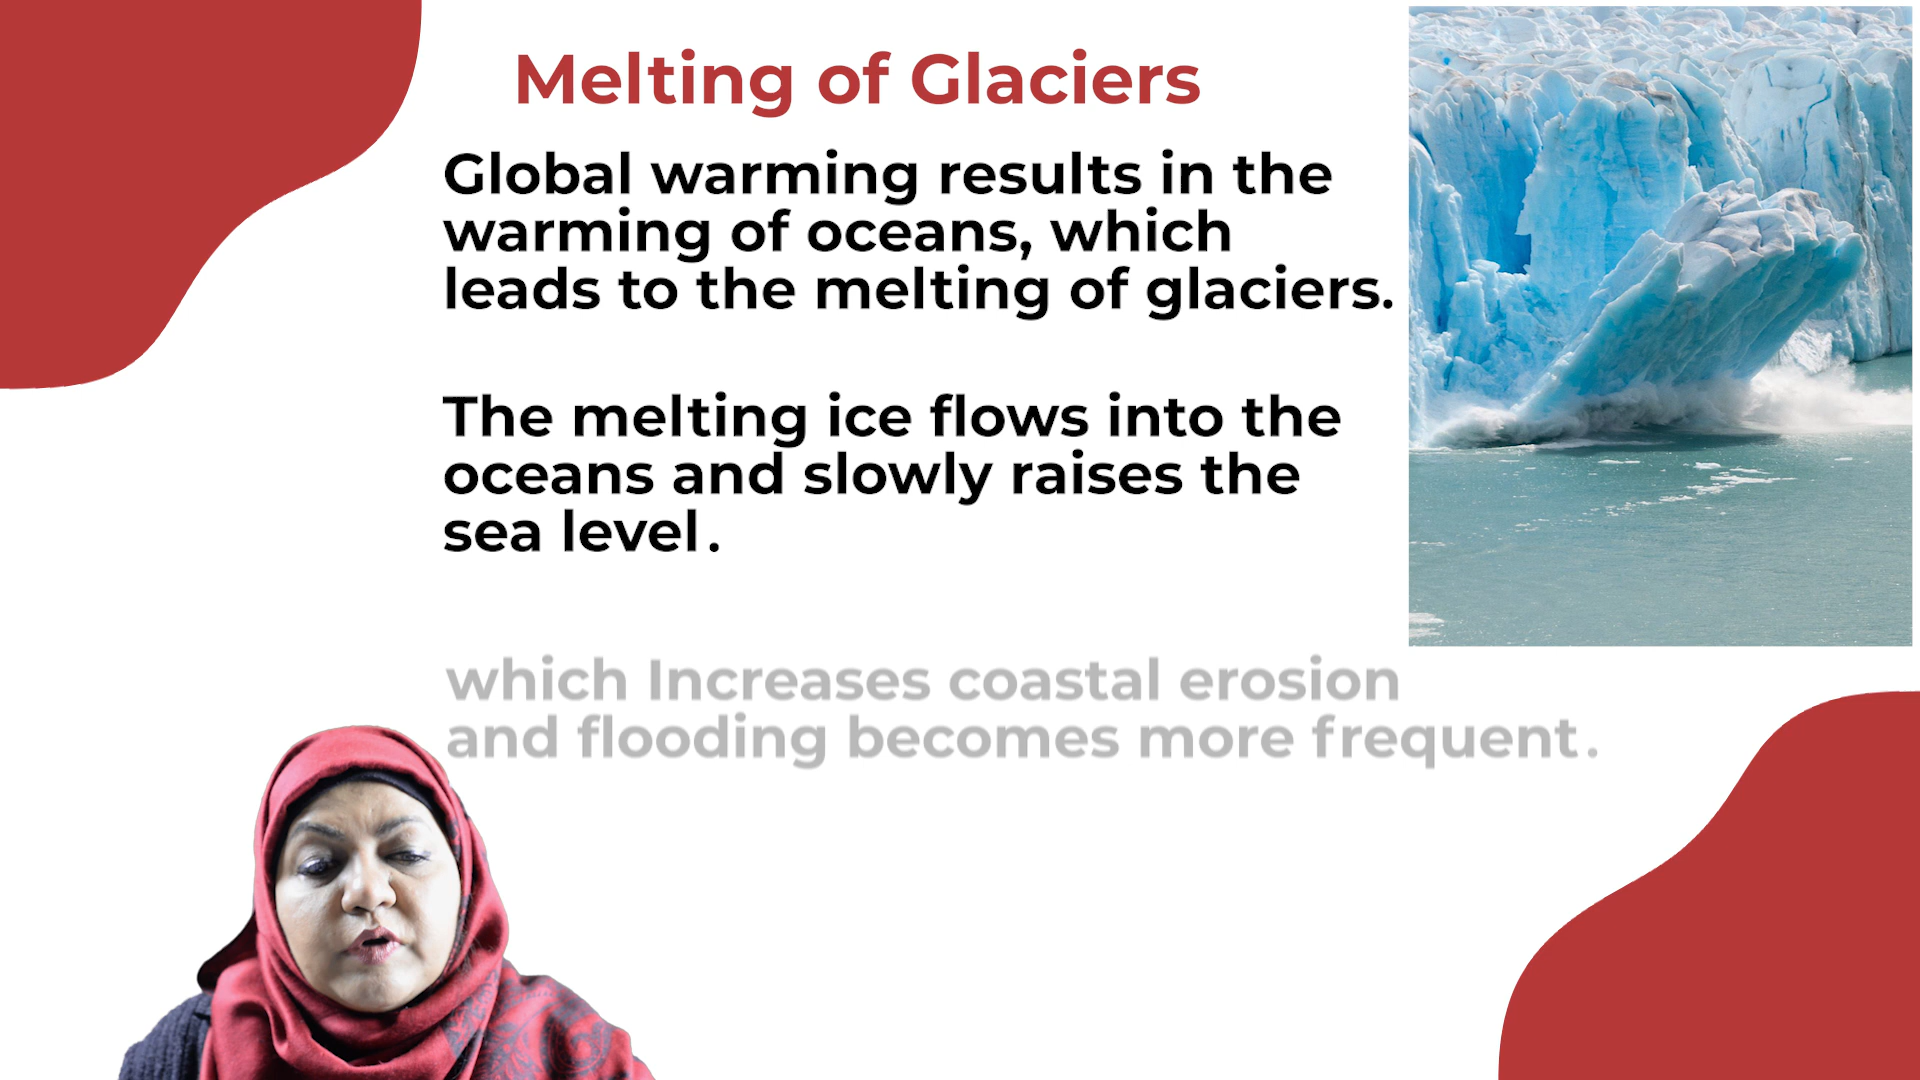 Melting of Glaciers
Global warming results in the
warming of oceans, which
leads to the melting of glaciers.
The melting ice flows into the
oceans and slowly raises the
sea level.
which Increases coastal erosion
and flooding becomes more frequent.